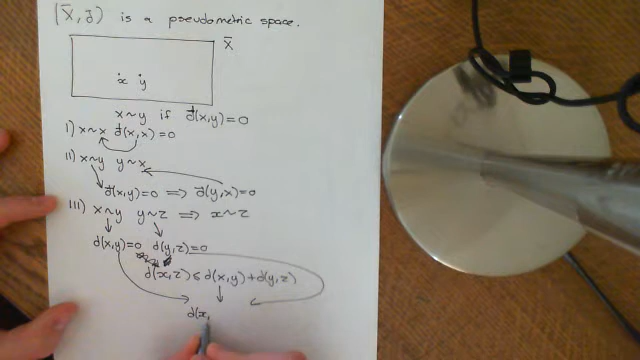 (X̄, d̄) is a pseudometric space.
X̄
x y
x~y if d̄(x,y)=0
I) x~x d̄(x,x)=0
II) x~y y~x
d̄(x,y)=0 ⟹ d̄(y,x)=0
III) x~y y~z ⟹ x~z
d̄(x,y)=0 d̄(y,z)=0
d̄(x,z) ≤ d̄(x,y) + d̄(y,z)
d̄(x,